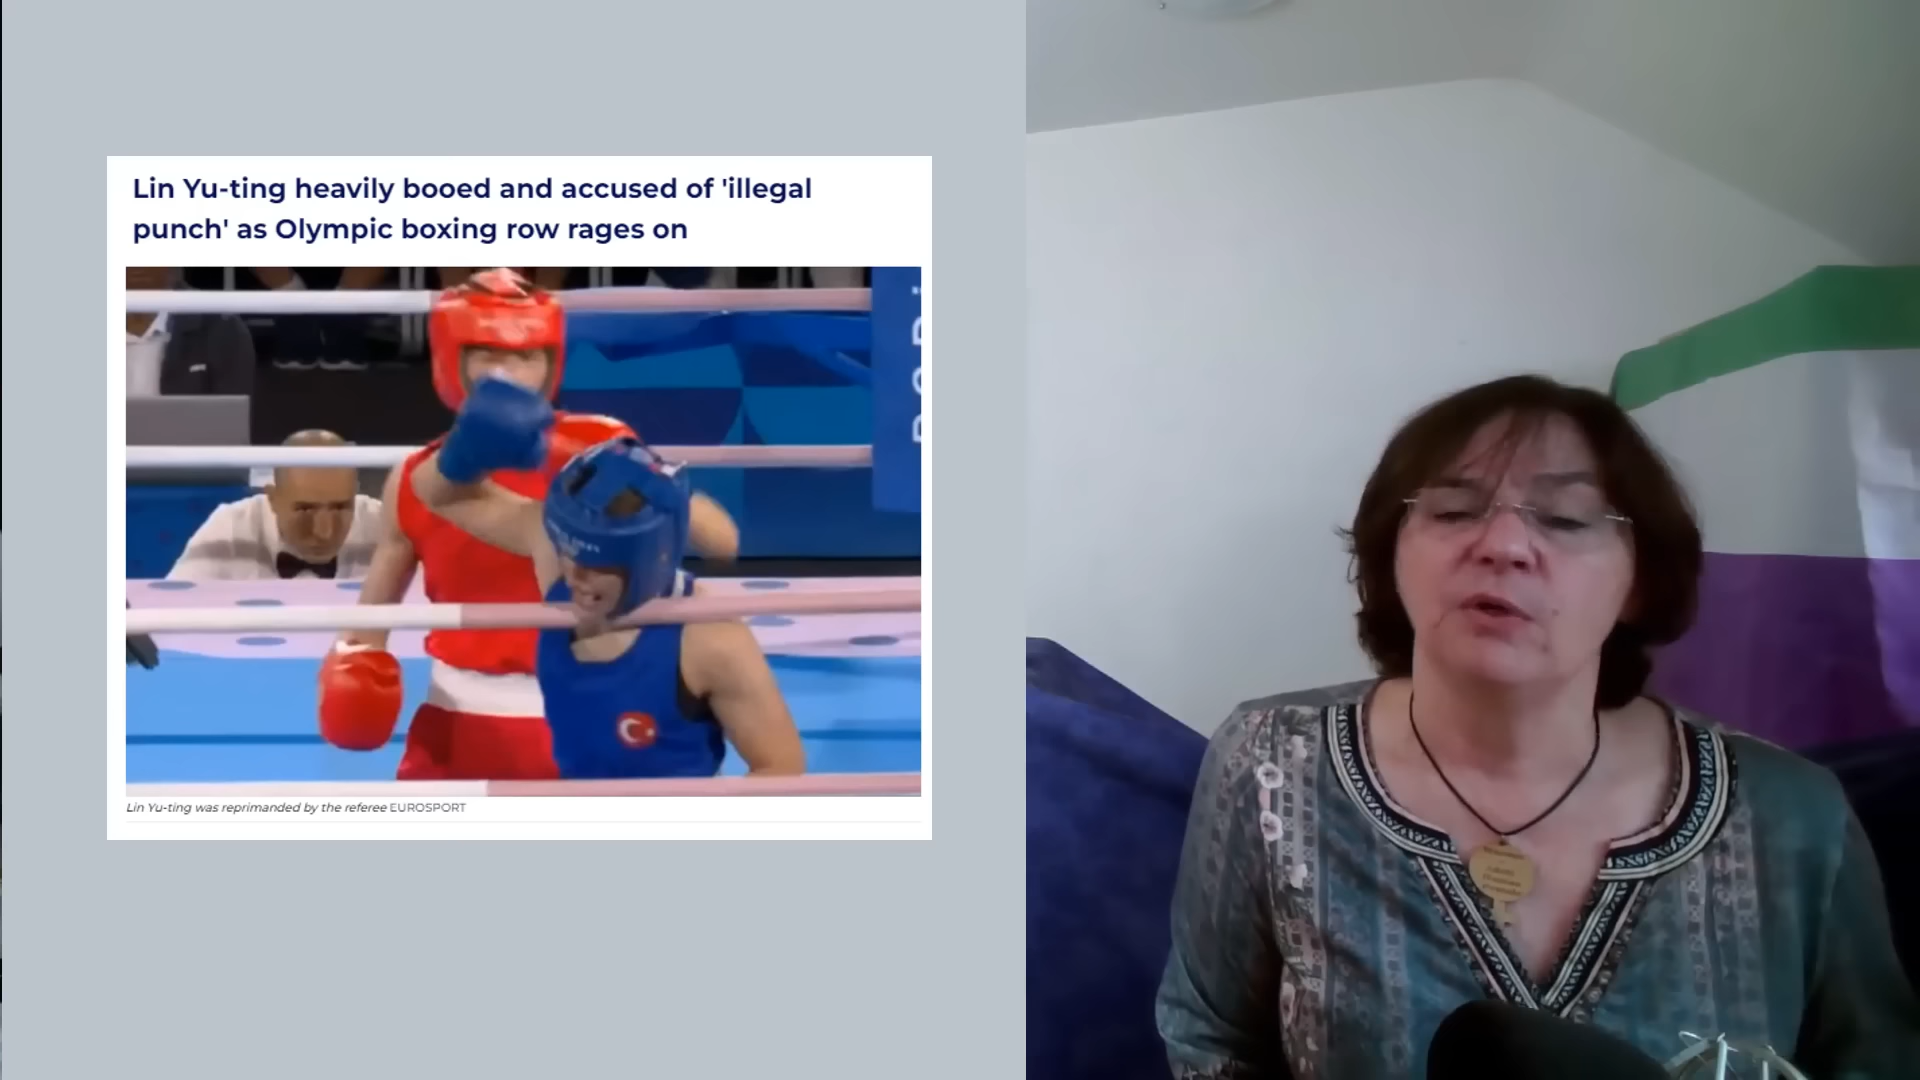 Lin Yu-ting heavily booed and accused of 'illegal
punch' as Olympic boxing row rages on
Lin Yu-ting was reprimanded by the referee EUROSPORT